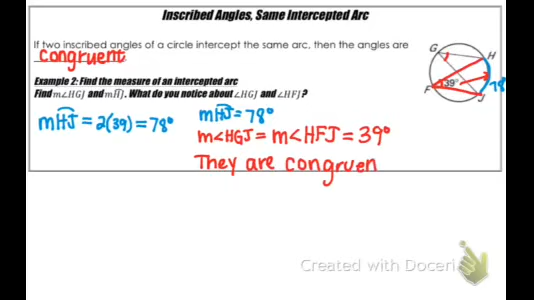 Inscribed Angles, Same Intercepted Arc
If two inscribed angles of a circle intercept the same arc, then the angles are
congruent.
Example 2: Find the measure of an intercepted arc
Find m∠HGJ and mHJ. What do you notice about ∠HGJ and ∠HFJ?
mHJ = 2(39) = 78°
mHJ = 78°
m∠HGJ = m∠HFJ = 39°
They are congruen
G
H
F
39°
J
78
Created with Doceri